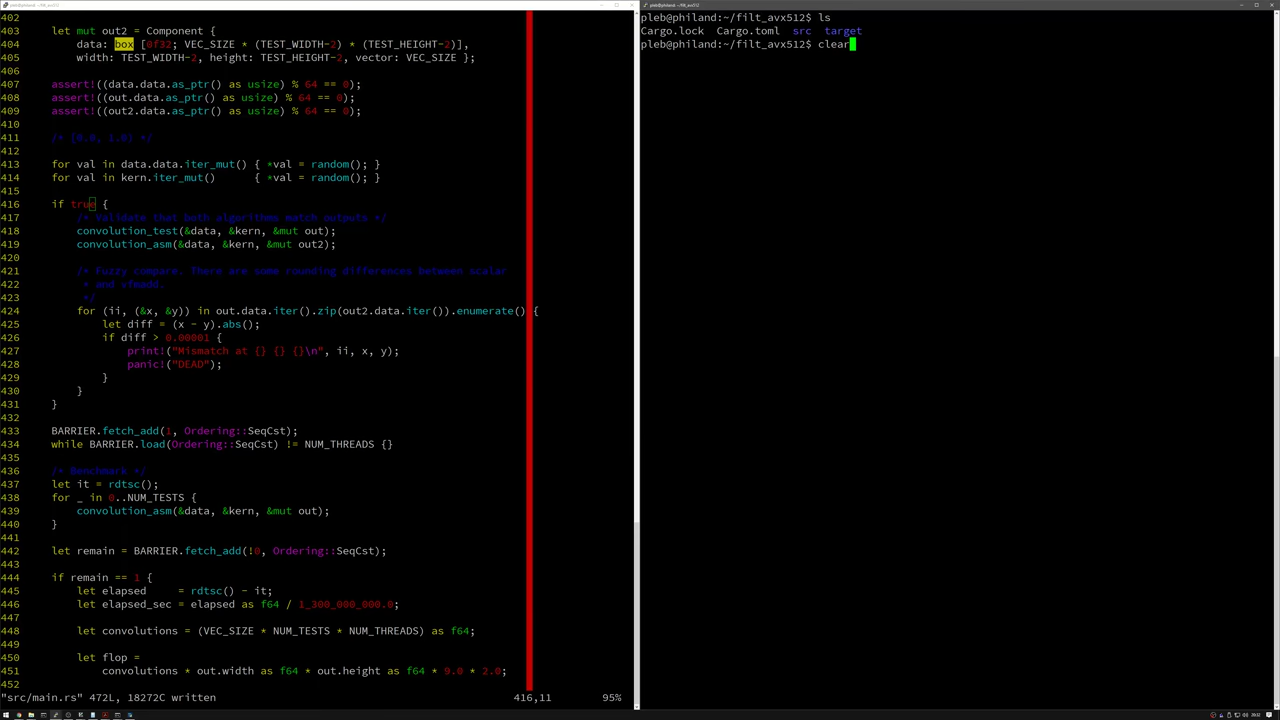 pleb@philand:~/filt_avx512
402
403     let mut out2 = Component {
404         data: box [0f32; VEC_SIZE * (TEST_WIDTH-2) * (TEST_HEIGHT-2)],
405         width: TEST_WIDTH-2, height: TEST_HEIGHT-2, vector: VEC_SIZE };
406
407     assert!((data.data.as_ptr() as usize) % 64 == 0);
408     assert!((out.data.as_ptr() as usize) % 64 == 0);
409     assert!((out2.data.as_ptr() as usize) % 64 == 0);
410
411     /* [0.0, 1.0) */
412
413     for val in data.data.iter_mut() { *val = random(); }
414     for val in kern.iter_mut()      { *val = random(); }
415
416     if true {
417         /* Validate that both algorithms match outputs */
418         convolution_test(&data, &kern, &mut out);
419         convolution_asm(&data, &kern, &mut out2);
420
421         /* Fuzzy compare. There are some rounding differences between scalar
422          * and vfmadd.
423          */
424         for (ii, (&x, &y)) in out.data.iter().zip(out2.data.iter()).enumerate() {
425             let diff = (x - y).abs();
426             if diff > 0.00001 {
427                 print!("Mismatch at {} {} {}\n", ii, x, y);
428                 panic!("DEAD");
429             }
430         }
431     }
432
433     BARRIER.fetch_add(1, Ordering::SeqCst);
434     while BARRIER.load(Ordering::SeqCst) != NUM_THREADS {}
435
436     /* Benchmark */
437     let it = rdtsc();
438     for _ in 0..NUM_TESTS {
439         convolution_asm(&data, &kern, &mut out);
440     }
441
442     let remain = BARRIER.fetch_add(!0, Ordering::SeqCst);
443
444     if remain == 1 {
445         let elapsed     = rdtsc() - it;
446         let elapsed_sec = elapsed as f64 / 1_300_000_000.0;
447
448         let convolutions = (VEC_SIZE * NUM_TESTS * NUM_THREADS) as f64;
449
450         let flop =
451             convolutions * out.width as f64 * out.height as f64 * 9.0 * 2.0;
452
"src/main.rs" 472L, 18272C written 416,11 95%
pleb@philand:~/filt_avx512
pleb@philand:~/filt_avx512$ ls
Cargo.lock  Cargo.toml  src  target
pleb@philand:~/filt_avx512$ clear